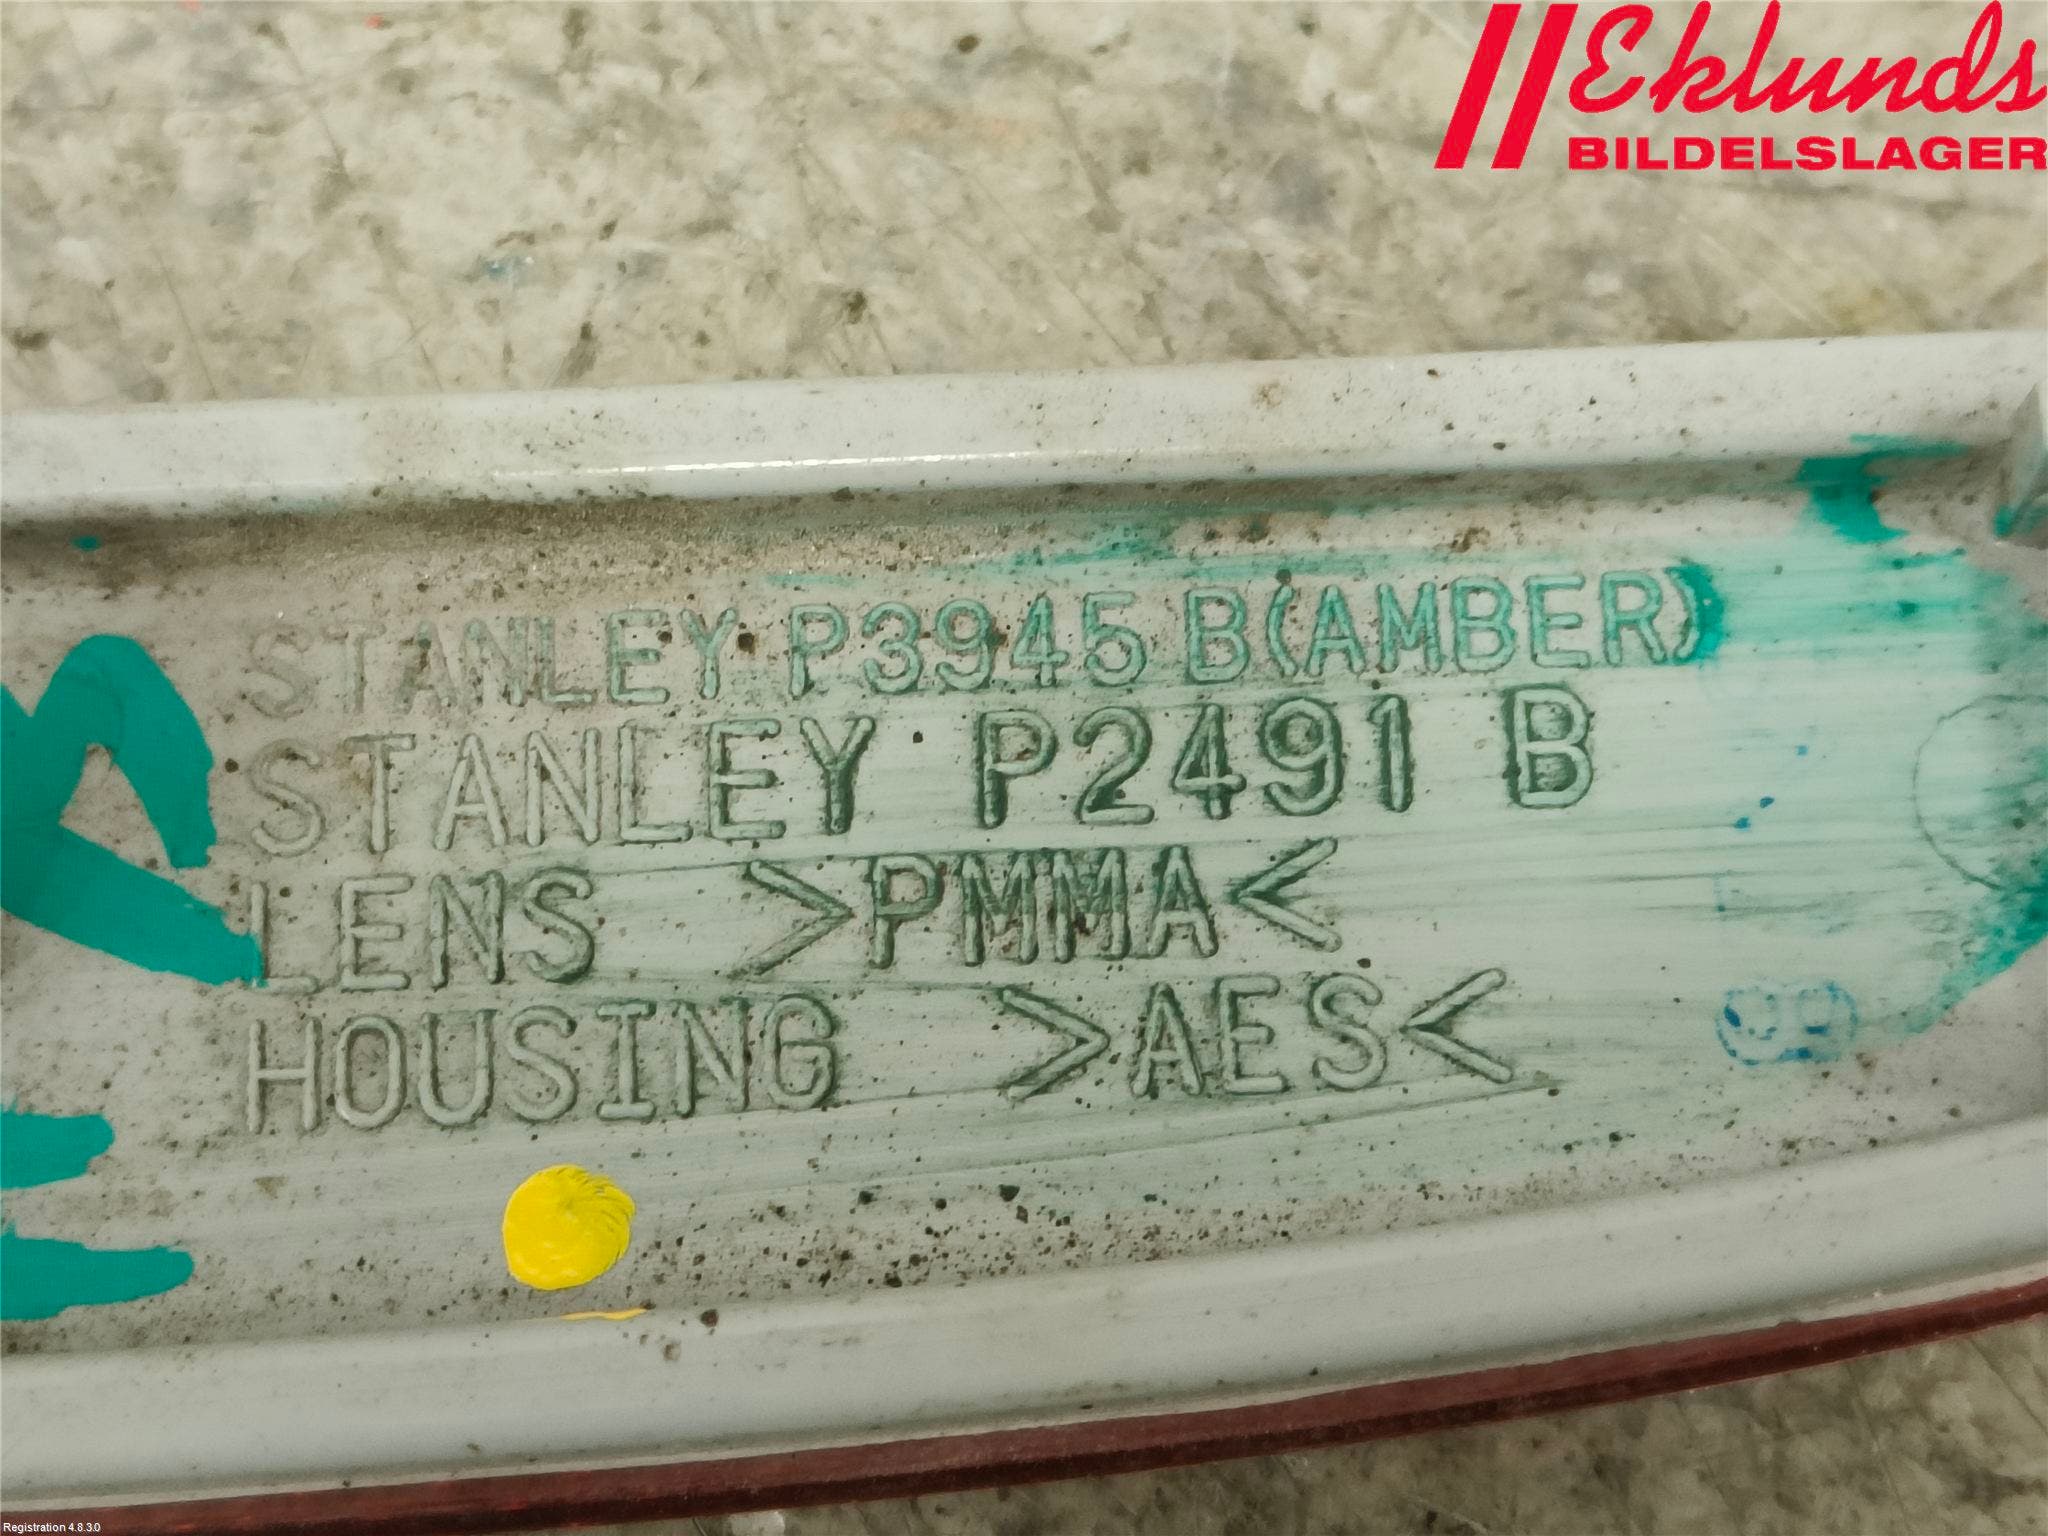 Eklunds
BILDELSLAGER
STANLEY P3945 B(AMBER)
STANLEY P2491 B
LENS >PMMA<
HOUSING >AES<
Registration 4.8.3.0